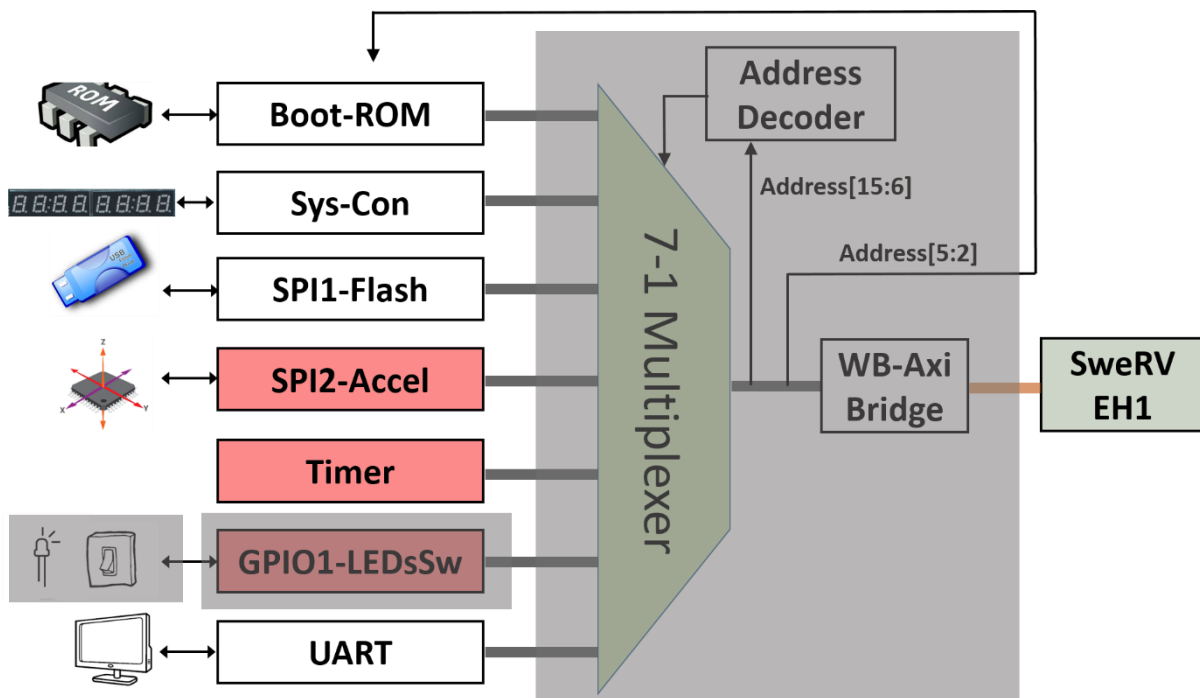 ROM
Boot-ROM
Address
Decoder
Address[15:6]
Sys-Con
Address[5:2]
USB
SPI1-Flash
7-1 Multiplexer
Z
X
Y
SPI2-Accel
WB-Axi
Bridge
SweRV
EH1
Timer
GPIO1-LEDsSw
UART